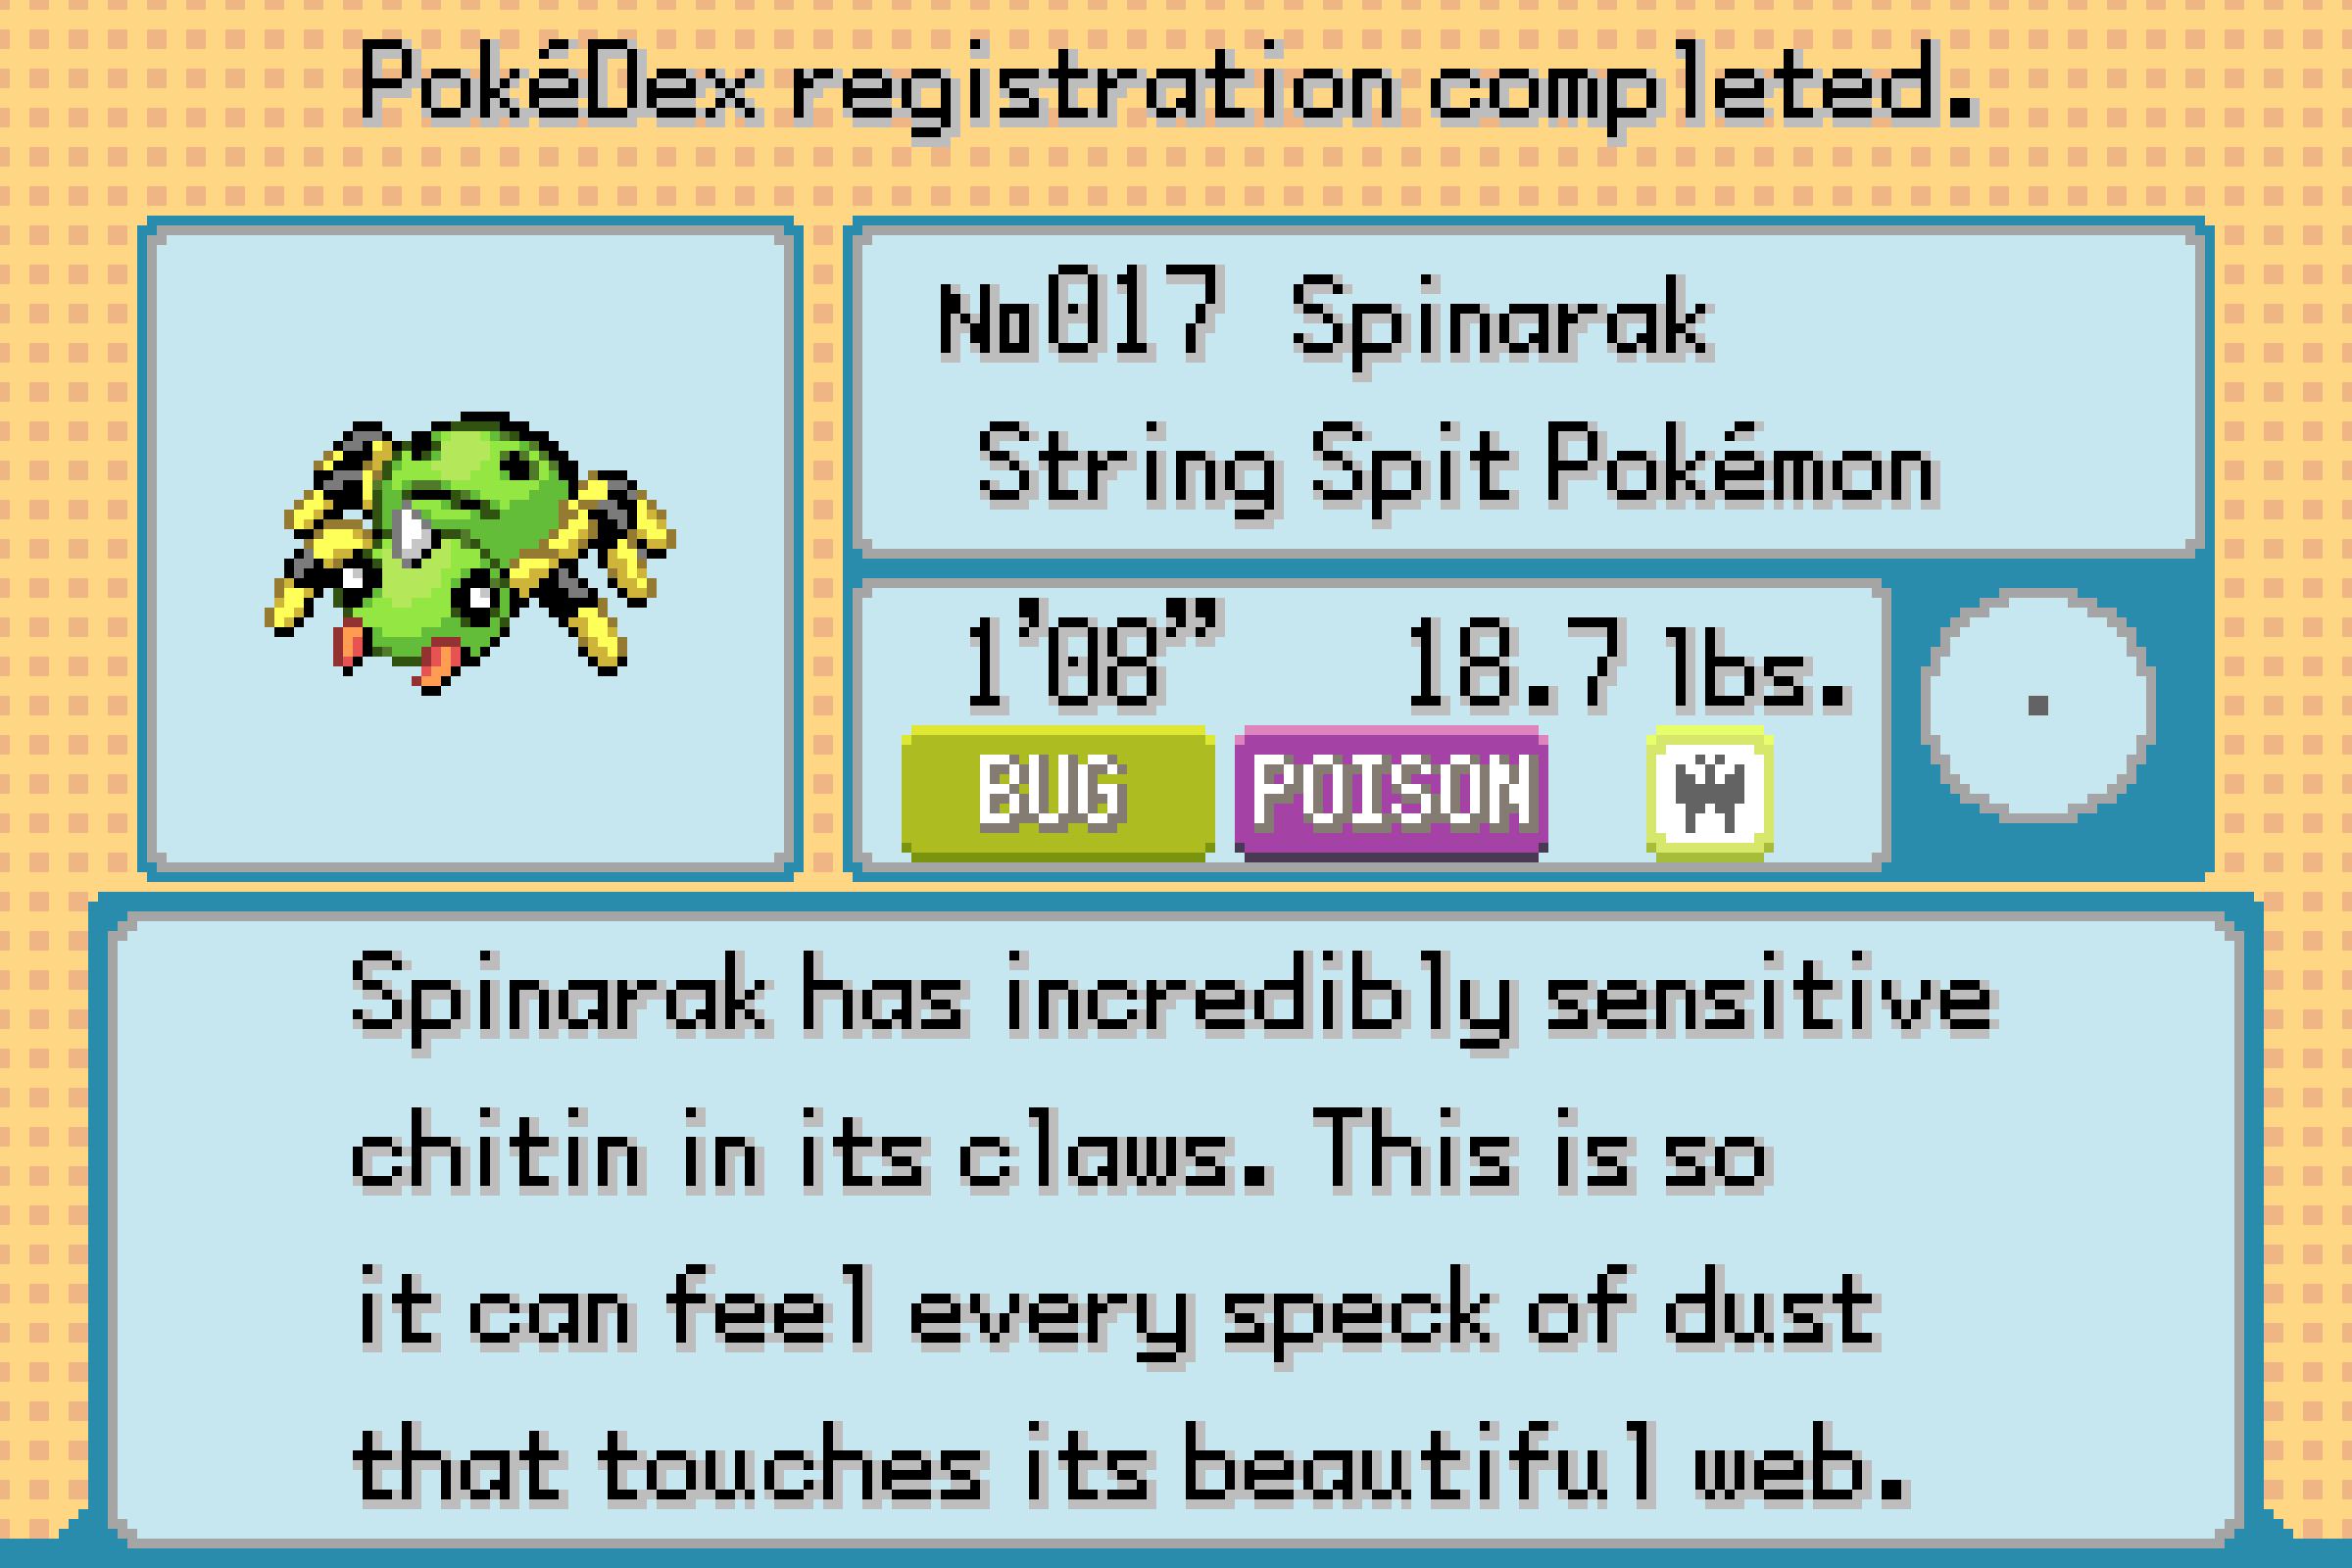 PokéDex registration completed.
№017 Spinarak
String Spit Pokémon
1'08" 18.7 lbs.
BUG POISON
Spinarak has incredibly sensitive
chitin in its claws. This is so
it can feel every speck of dust
that touches its beautiful web.